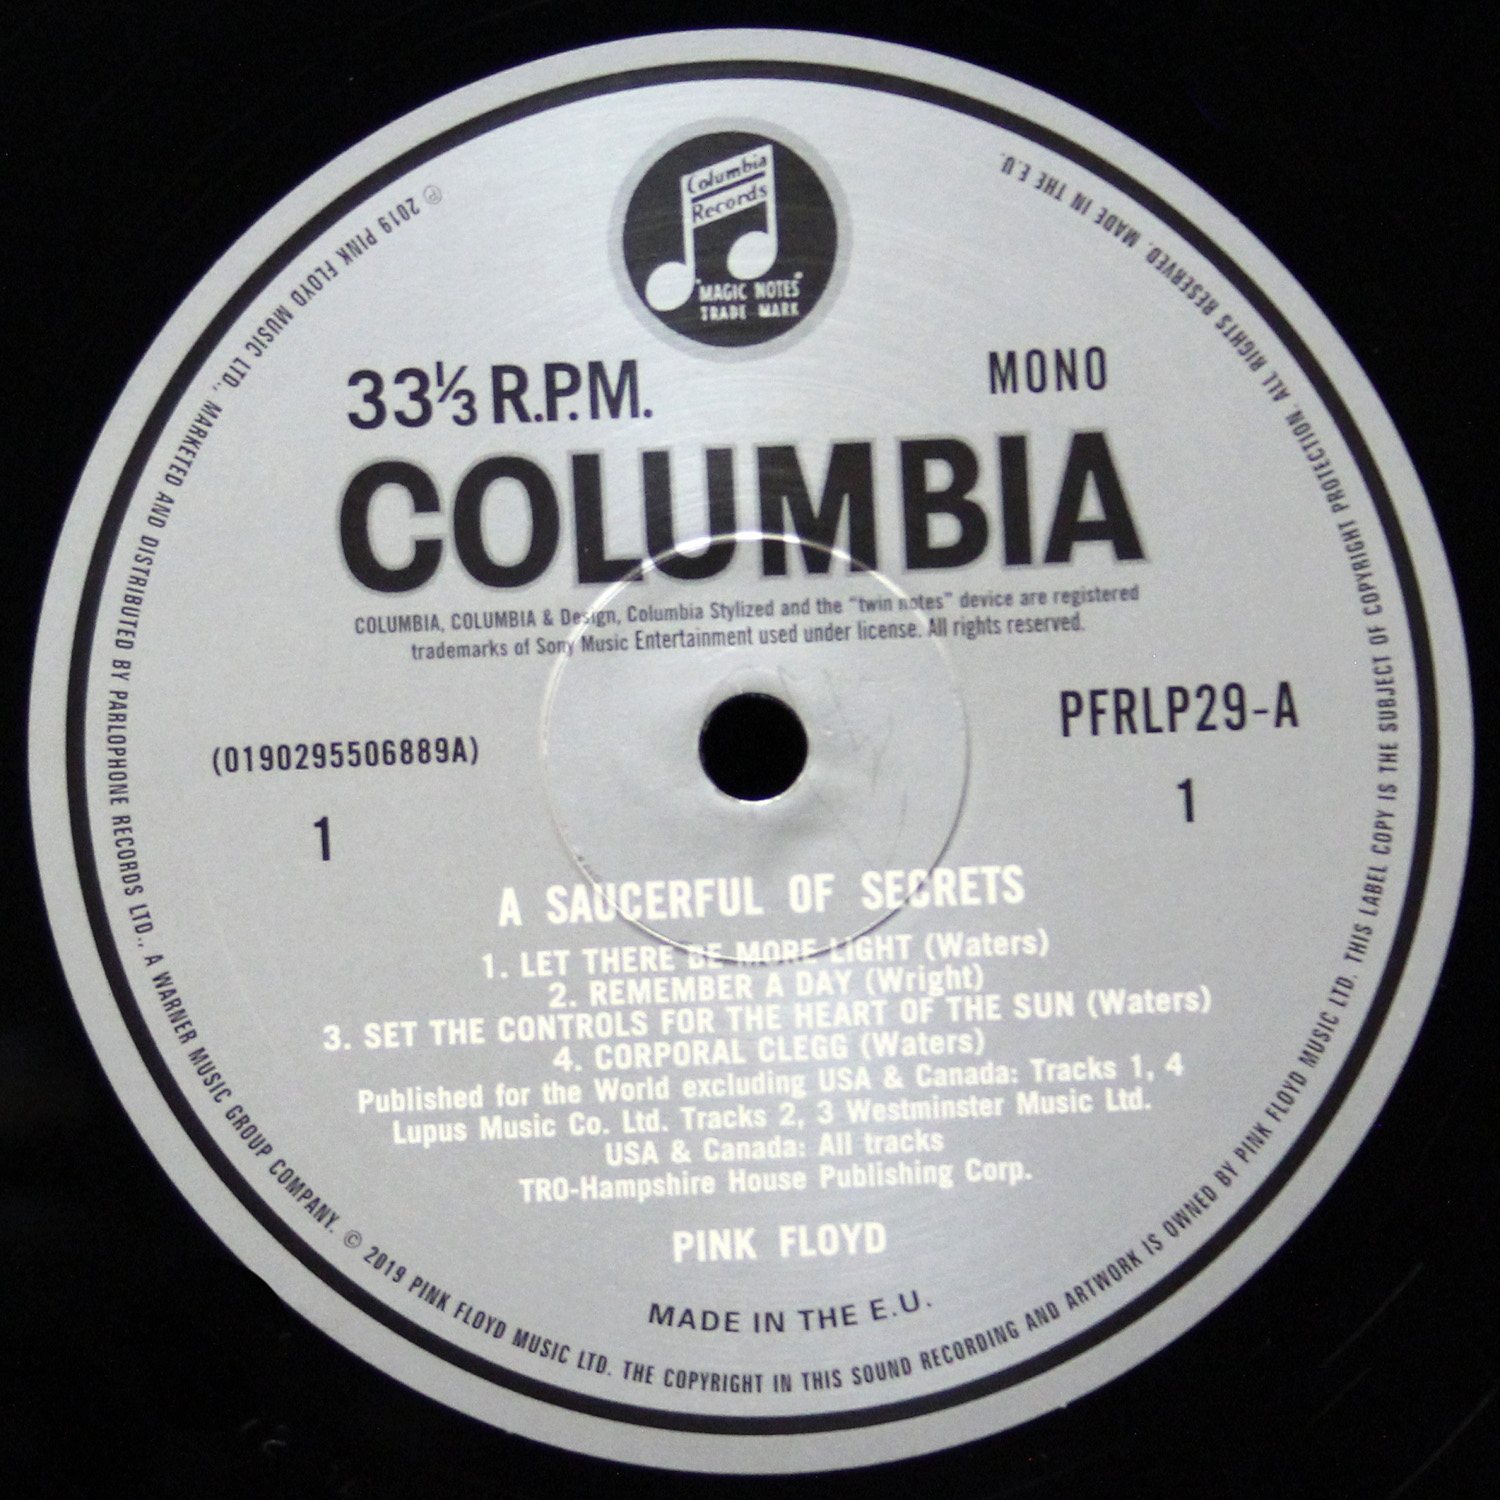 Columbia
Records
"MAGIC NOTES"
TRADE MARK
33⅓ R.P.M.
MONO
COLUMBIA
COLUMBIA, COLUMBIA & Design, Columbia Stylized and the "twin notes" device are registered
trademarks of Sony Music Entertainment used under license. All rights reserved.
(0190295506889A)
PFRLP29-A
1
1
A SAUCERFUL OF SECRETS
1. LET THERE BE MORE LIGHT (Waters)
2. REMEMBER A DAY (Wright)
3. SET THE CONTROLS FOR THE HEART OF THE SUN (Waters)
4. CORPORAL CLEGG (Waters)
Published for the World excluding USA & Canada: Tracks 1, 4
Lupus Music Co. Ltd. Tracks 2, 3 Westminster Music Ltd.
USA & Canada: All tracks
TRO-Hampshire House Publishing Corp.
PINK FLOYD
MADE IN THE E.U.
℗ 2019 PINK FLOYD MUSIC LTD., MARKETED AND DISTRIBUTED BY PARLOPHONE RECORDS LTD., A WARNER MUSIC GROUP COMPANY. © 2019 PINK FLOYD MUSIC LTD. THE COPYRIGHT IN THIS SOUND RECORDING AND ARTWORK IS OWNED BY PINK FLOYD MUSIC LTD. THIS LABEL COPY IS THE SUBJECT OF COPYRIGHT PROTECTION. ALL RIGHTS RESERVED. MADE IN THE E.U.